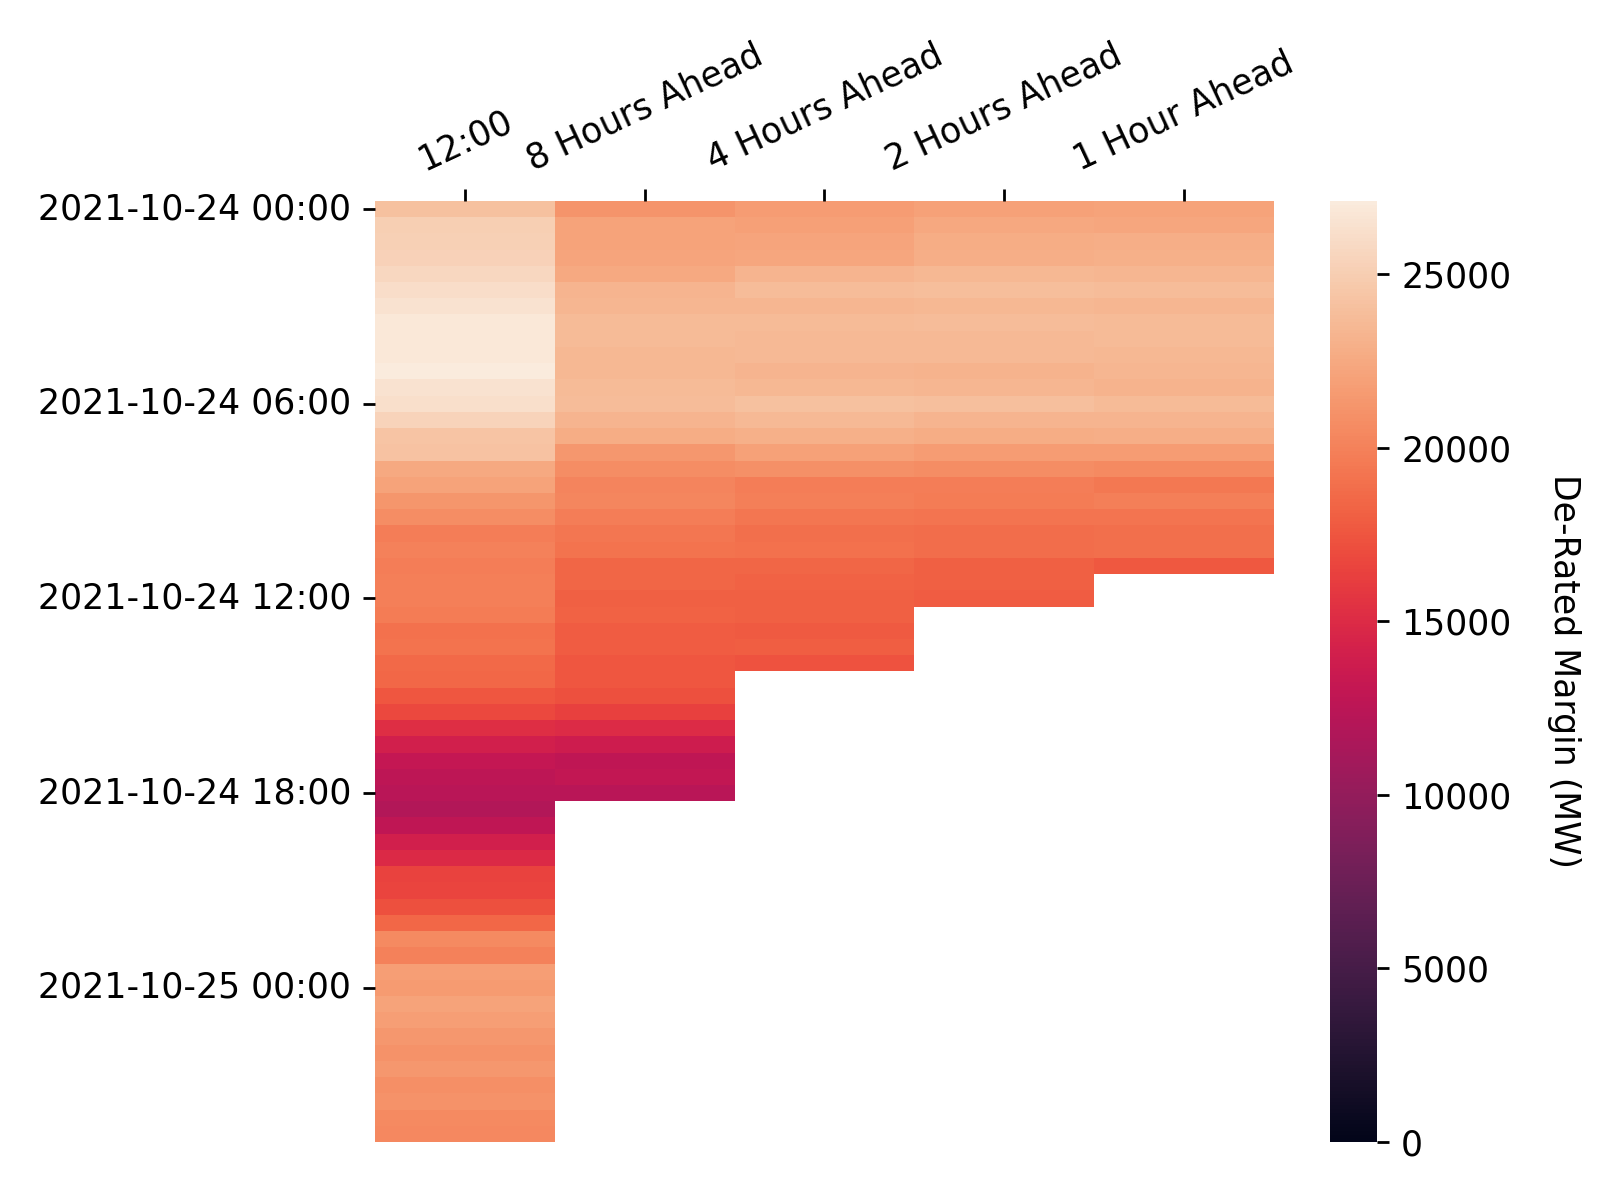 12:00
8 Hours Ahead
4 Hours Ahead
2 Hours Ahead
1 Hour Ahead
2021-10-24 00:00
2021-10-24 06:00
2021-10-24 12:00
2021-10-24 18:00
2021-10-25 00:00
25000
20000
15000
10000
5000
0
De-Rated Margin (MW)